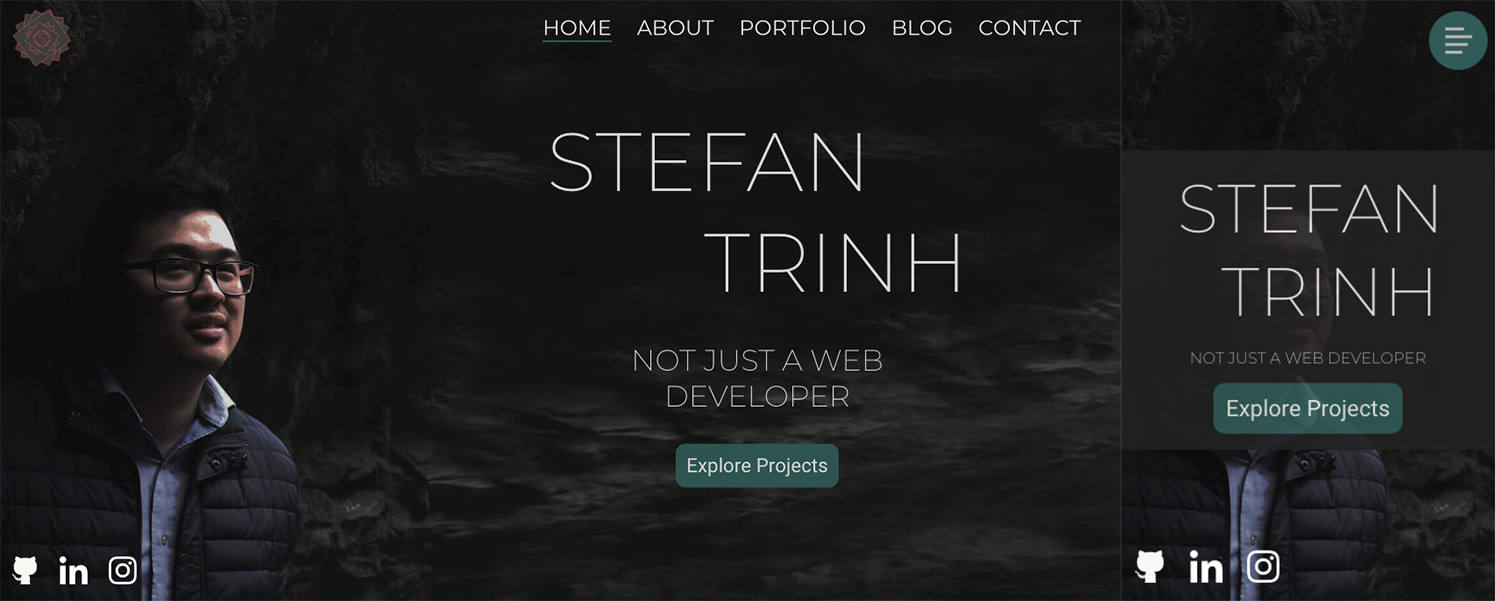 HOME ABOUT PORTFOLIO BLOG CONTACT
STEFAN
TRINH
NOT JUST A WEB
DEVELOPER
Explore Projects
in
STEFAN
TRINH
NOT JUST A WEB DEVELOPER
Explore Projects
in